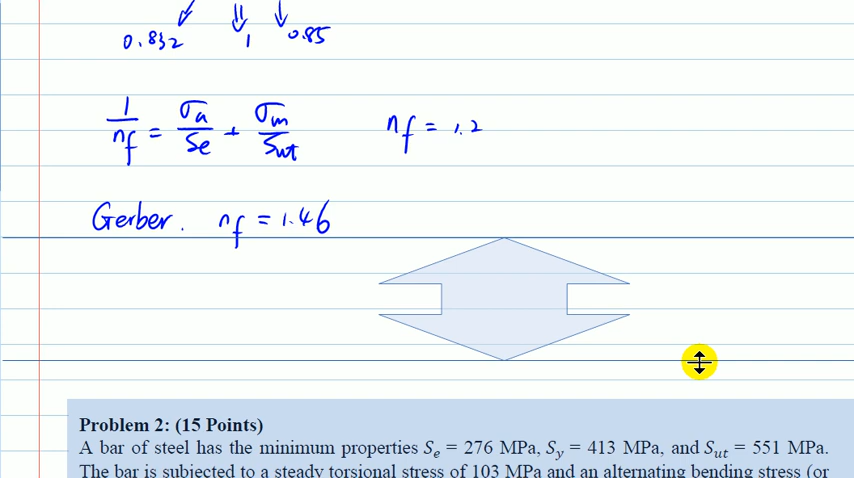 0.832 1 0.85
1/nf = σa/Se + σm/Sut nf = 1.2
Gerber. nf = 1.46
Problem 2: (15 Points)
A bar of steel has the minimum properties Se = 276 MPa, Sy = 413 MPa, and Sut = 551 MPa.
The bar is subjected to a steady torsional stress of 103 MPa and an alternating bending stress (or